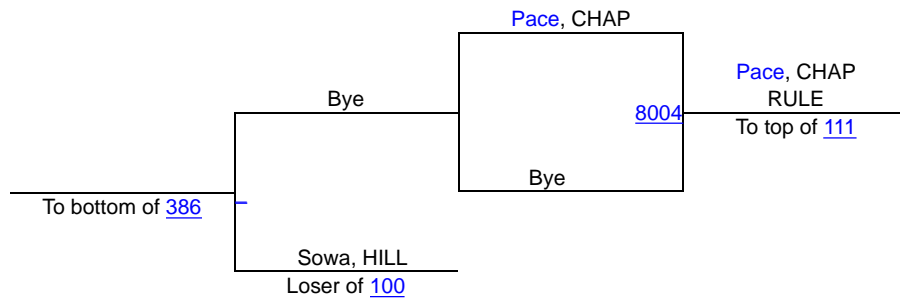 Pace, CHAP
Pace, CHAP
RULE
Bye
8004
To top of 111
Bye
To bottom of 386
Sowa, HILL
Loser of 100